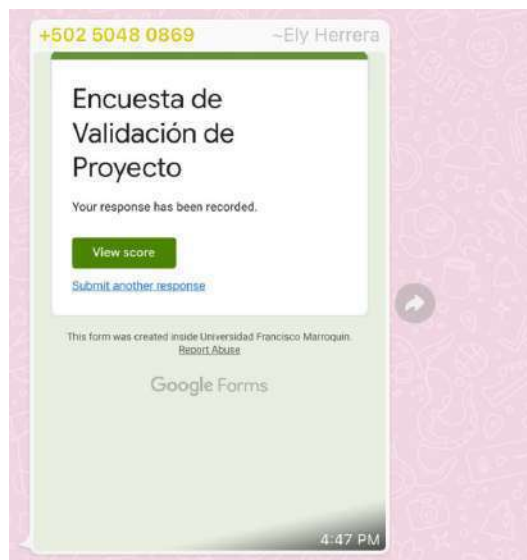 +502 5048 0869 ~Ely Herrera
Encuesta de
Validación de
Proyecto
Your response has been recorded.
View score
Submit another response
This form was created inside Universidad Francisco Marroquin.
Report Abuse
Google Forms
4:47 PM